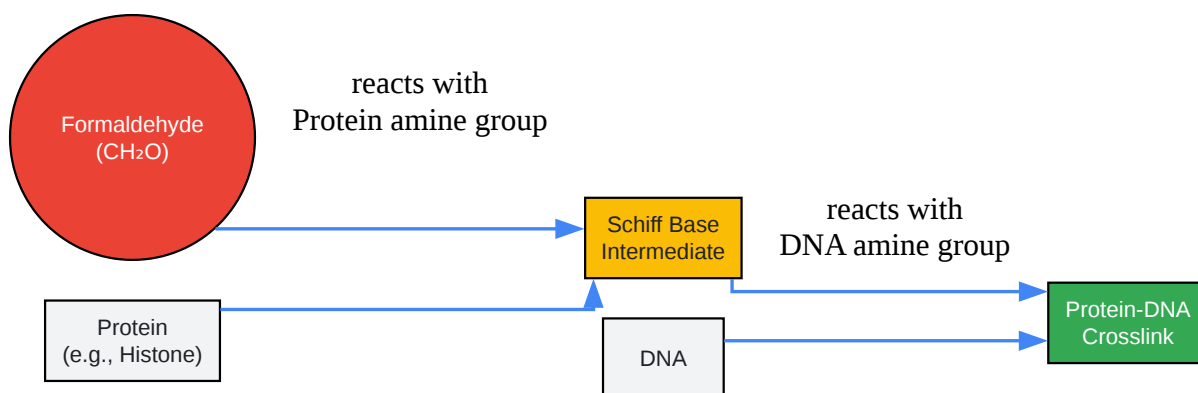 Formaldehyde
(CH₂O)
reacts with
Protein amine group
Schiff Base
Intermediate
reacts with
DNA amine group
Protein
(e.g., Histone)
DNA
Protein-DNA
Crosslink